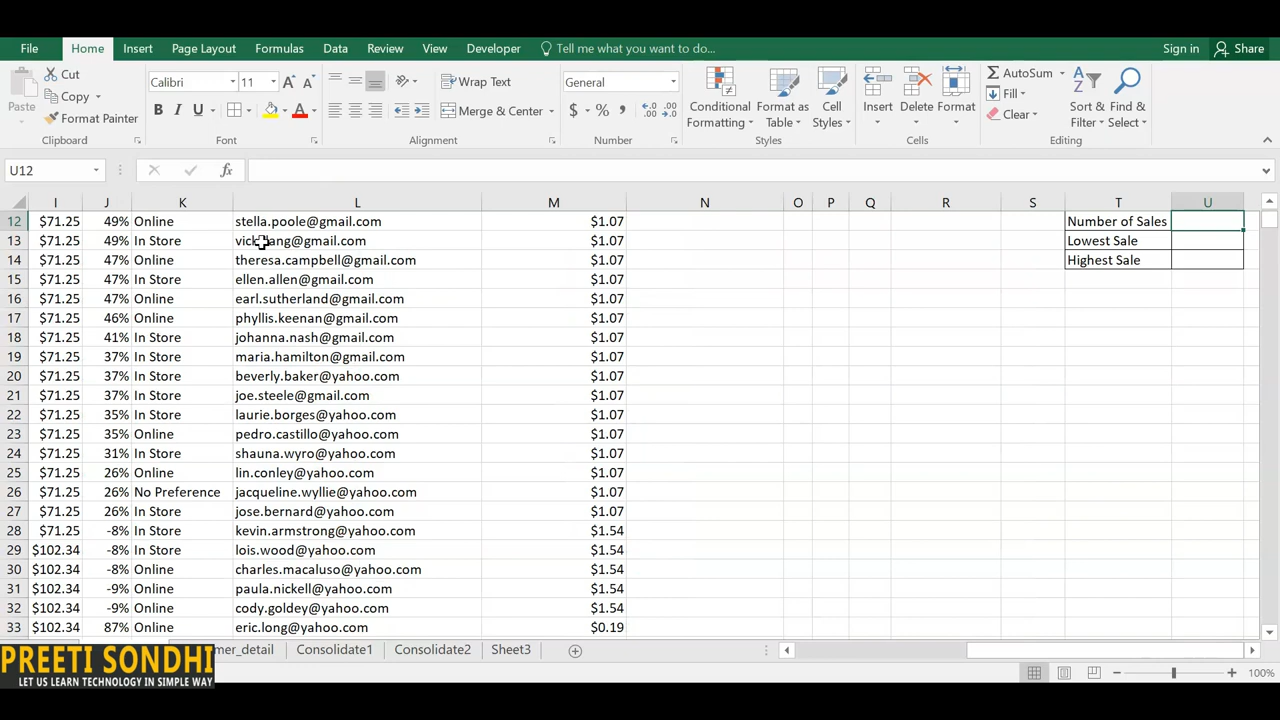 File Home Insert Page Layout Formulas Data Review View Developer Tell me what you want to do... Sign in Share
Paste Cut Copy Format Painter Clipboard
Calibri 11 B I U A Font
Wrap Text Merge & Center Alignment
General $ % Number
Conditional Formatting Format as Table Cell Styles Styles
Insert Delete Format Cells
AutoSum Fill Clear Sort & Filter Find & Select Editing
U12 fx
I J K L M N O P Q R S T U
12 $71.25 49% Online stella.poole@gmail.com $1.07 Number of Sales
13 $71.25 49% In Store $1.07 Lowest Sale
14 $71.25 47% Online theresa.campbell@gmail.com $1.07 Highest Sale
15 $71.25 47% In Store ellen.allen@gmail.com $1.07
16 $71.25 47% Online earl.sutherland@gmail.com $1.07
17 $71.25 46% Online phyllis.keenan@gmail.com $1.07
18 $71.25 41% In Store johanna.nash@gmail.com $1.07
19 $71.25 37% In Store maria.hamilton@gmail.com $1.07
20 $71.25 37% In Store beverly.baker@yahoo.com $1.07
21 $71.25 37% In Store joe.steele@gmail.com $1.07
22 $71.25 35% In Store laurie.borges@yahoo.com $1.07
23 $71.25 35% Online pedro.castillo@yahoo.com $1.07
24 $71.25 31% In Store shauna.wyro@yahoo.com $1.07
25 $71.25 26% Online lin.conley@yahoo.com $1.07
26 $71.25 26% No Preference jacqueline.wyllie@yahoo.com $1.07
27 $71.25 26% In Store jose.bernard@yahoo.com $1.07
28 $71.25 -8% In Store kevin.armstrong@yahoo.com $1.54
29 $102.34 -8% In Store lois.wood@yahoo.com $1.54
30 $102.34 -8% Online charles.macaluso@yahoo.com $1.54
31 $102.34 -9% Online paula.nickell@yahoo.com $1.54
32 $102.34 -9% Online cody.goldey@yahoo.com $1.54
33 $102.34 87% Online eric.long@yahoo.com $0.19
mer_detail Consolidate1 Consolidate2 Sheet3
PREETI SONDHI
LET US LEARN TECHNOLOGY IN SIMPLE WAY
100%